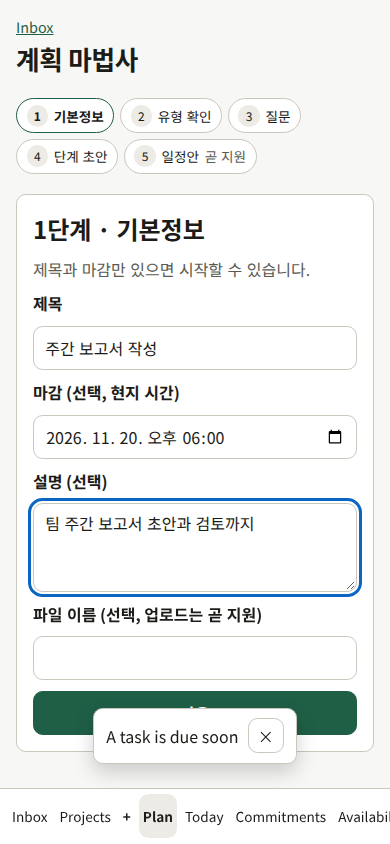 Inbox
계획 마법사
1 기본정보
2 유형 확인
3 질문
4 단계 초안
5 일정안 곧 지원
1단계 · 기본정보
제목과 마감만 있으면 시작할 수 있습니다.
제목
주간 보고서 작성
마감 (선택, 현지 시간)
2026. 11. 20. 오후 06:00
설명 (선택)
팀 주간 보고서 초안과 검토까지
파일 이름 (선택, 업로드는 곧 지원)
A task is due soon ×
Inbox Projects + Plan Today Commitments